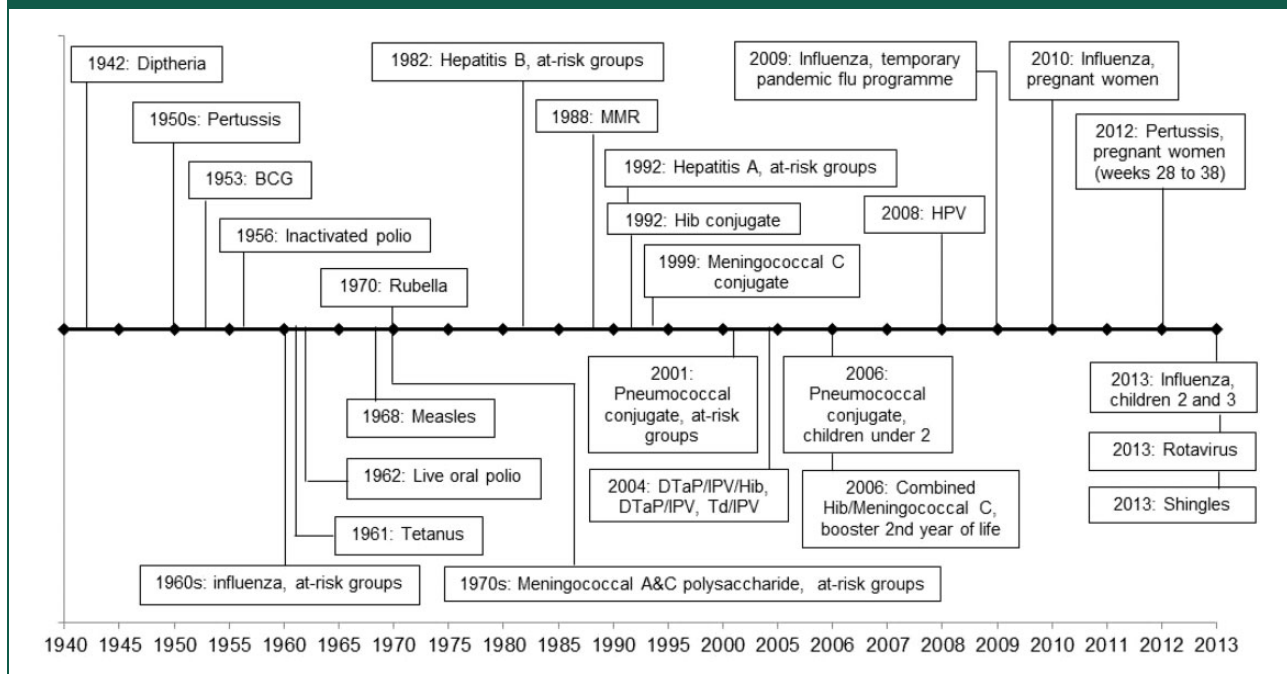 1942: Diptheria
1950s: Pertussis
1953: BCG
1956: Inactivated polio
1970: Rubella
1982: Hepatitis B, at-risk groups
1988: MMR
1992: Hepatitis A, at-risk groups
1992: Hib conjugate
1999: Meningococcal C
conjugate
2009: Influenza, temporary
pandemic flu programme
2008: HPV
2010: Influenza,
pregnant women
2012: Pertussis,
pregnant women
(weeks 28 to 38)
1968: Measles
1962: Live oral polio
1961: Tetanus
1960s: influenza, at-risk groups
1970s: Meningococcal A&C polysaccharide, at-risk groups
2001:
Pneumococcal
conjugate, at-risk
groups
2004: DTaP/IPV/Hib,
DTaP/IPV, Td/IPV
2006:
Pneumococcal
conjugate,
children under 2
2006: Combined
Hib/Meningococcal C,
booster 2nd year of life
2013: Influenza,
children 2 and 3
2013: Rotavirus
2013: Shingles
1940 1945 1950 1955 1960 1965 1970 1975 1980 1985 1990 1995 2000 2005 2006 2007 2008 2009 2010 2011 2012 2013